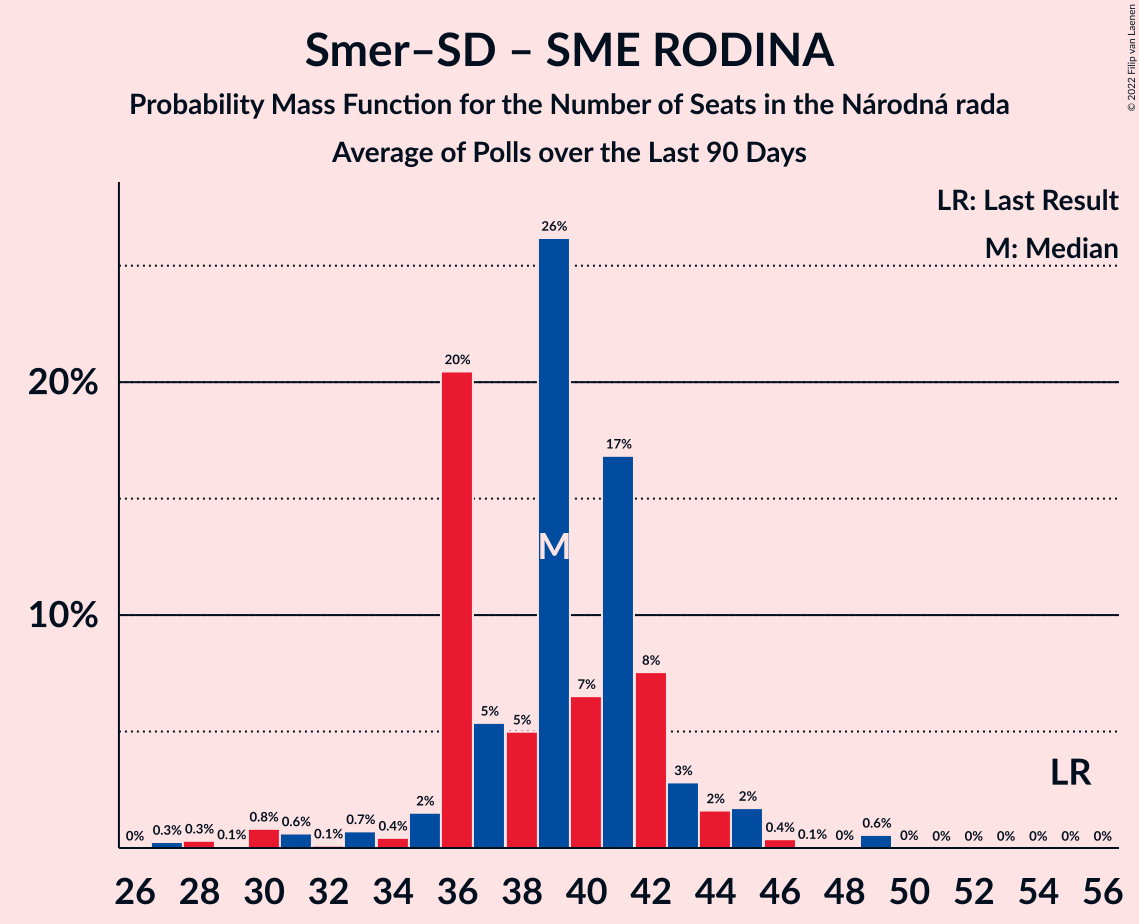 Smer–SD – SME RODINA
Probability Mass Function for the Number of Seats in the Národná rada
Average of Polls over the Last 90 Days
© 2022 Filip van Laenen
LR: Last Result
M: Median
20%
10%
0% 0.3% 0.3% 0.1% 0.8% 0.6% 0.1% 0.7% 0.4% 2% 20% 5% 5% 26% 7% 17% 8% 3% 2% 2% 0.4% 0.1% 0% 0.6% 0% 0% 0% 0% 0% 0% 0%
M
LR
26 28 30 32 34 36 38 40 42 44 46 48 50 52 54 56